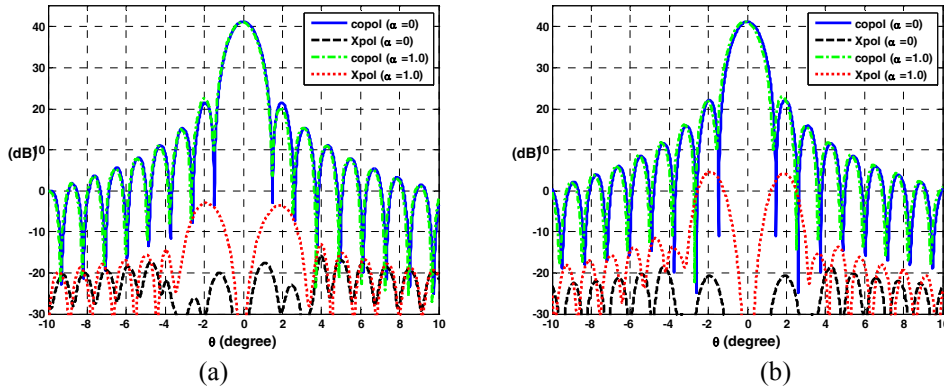 copol (α =0)
Xpol (α =0)
copol (α =1.0)
Xpol (α =1.0)
40
30
20
10
(dB)
0
-10
-20
-30
-10 -8 -6 -4 -2 0 2 4 6 8 10
θ (degree)
(a)
copol (α =0)
Xpol (α =0)
copol (α =1.0)
Xpol (α =1.0)
40
30
20
10
(dB)
0
-10
-20
-30
-10 -8 -6 -4 -2 0 2 4 6 8 10
θ (degree)
(b)